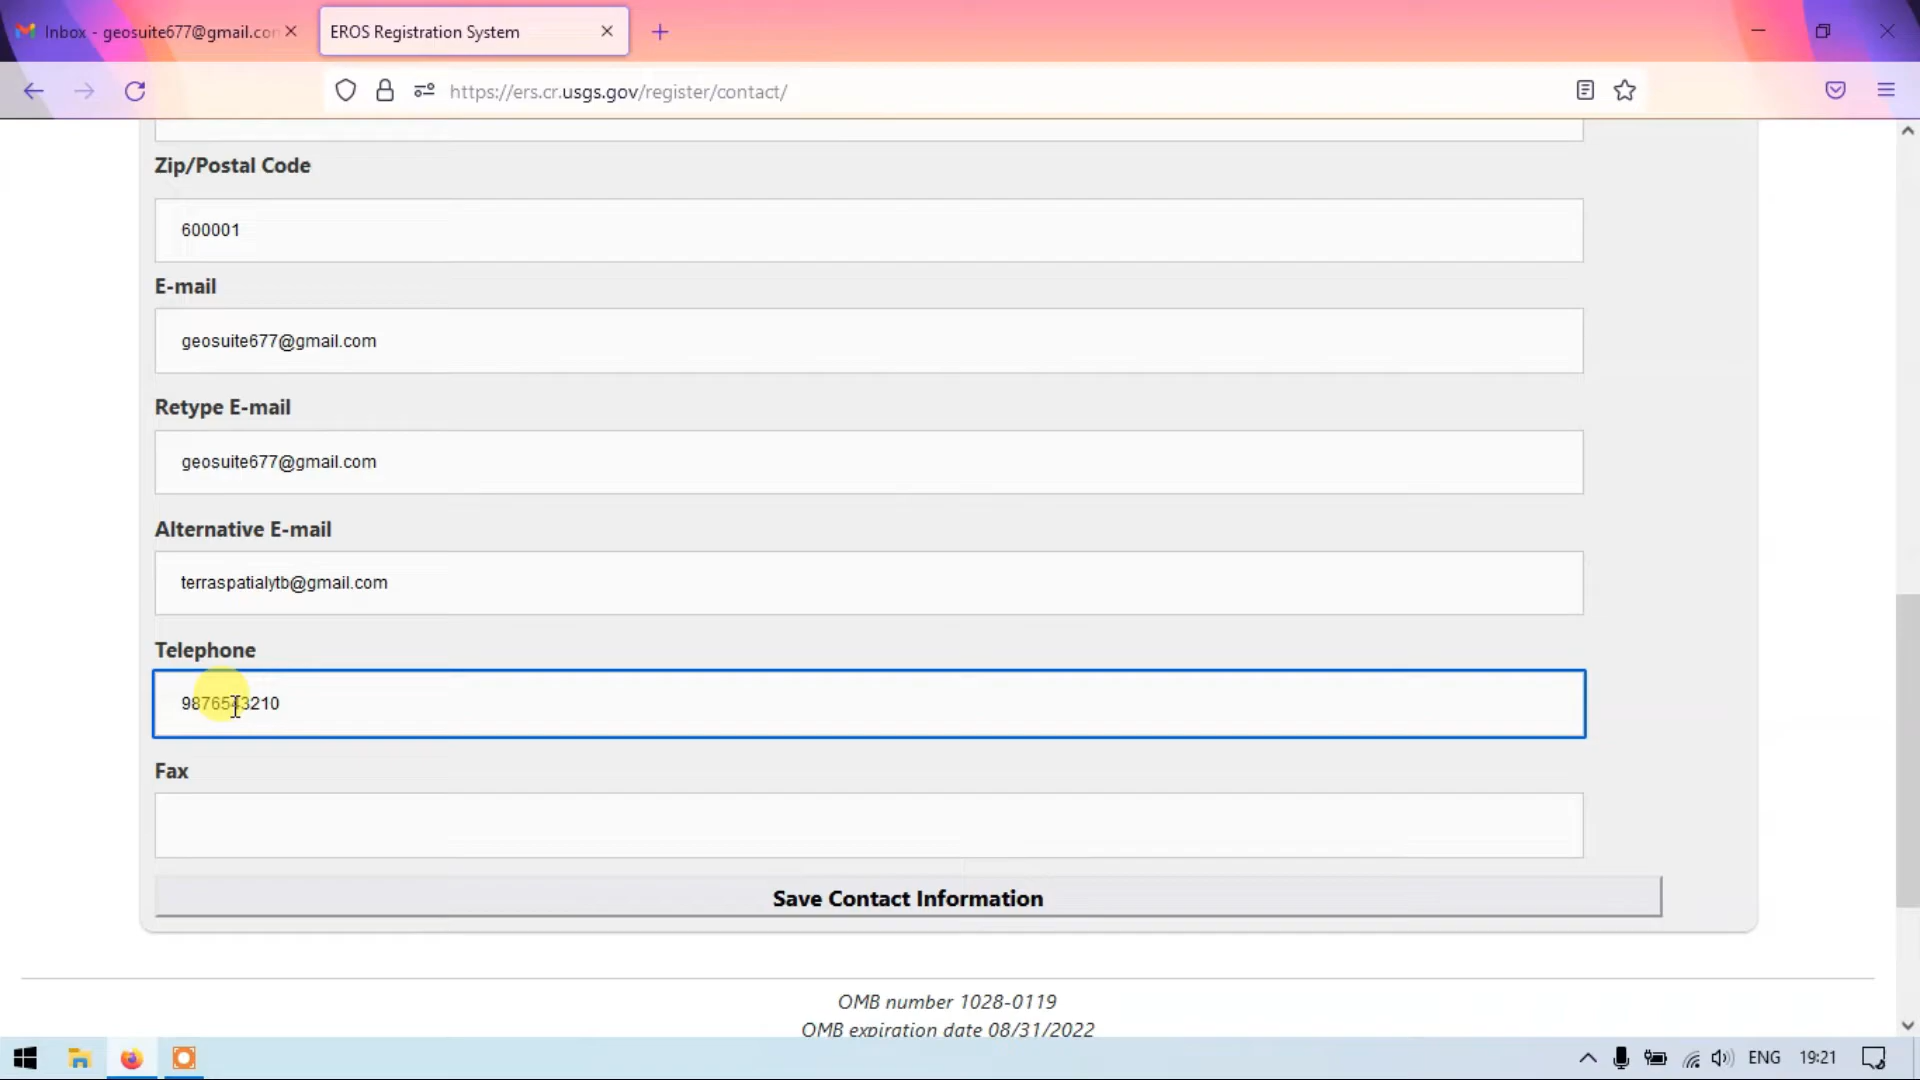 Inbox - geosuite677@gmail.con
EROS Registration System
https://ers.cr.usgs.gov/register/contact/
Zip/Postal Code
600001
E-mail
geosuite677@gmail.com
Retype E-mail
geosuite677@gmail.com
Alternative E-mail
terraspatialytb@gmail.com
Telephone
9876543210
Fax
Save Contact Information
OMB number 1028-0119
OMB expiration date 08/31/2022
ENG
19:21